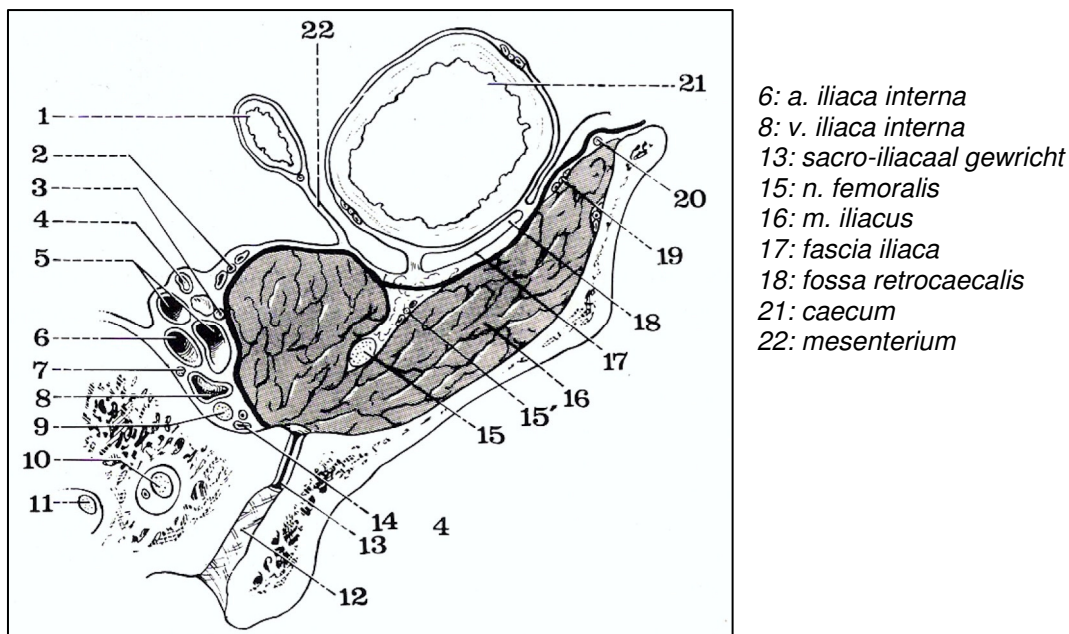 22
21
1
2
3
4
5
6
7
8
9
10
11
20
19
18
17
16
15´
15
14
13
12
4
6: a. iliaca interna
8: v. iliaca interna
13: sacro-iliacaal gewricht
15: n. femoralis
16: m. iliacus
17: fascia iliaca
18: fossa retrocaecalis
21: caecum
22: mesenterium